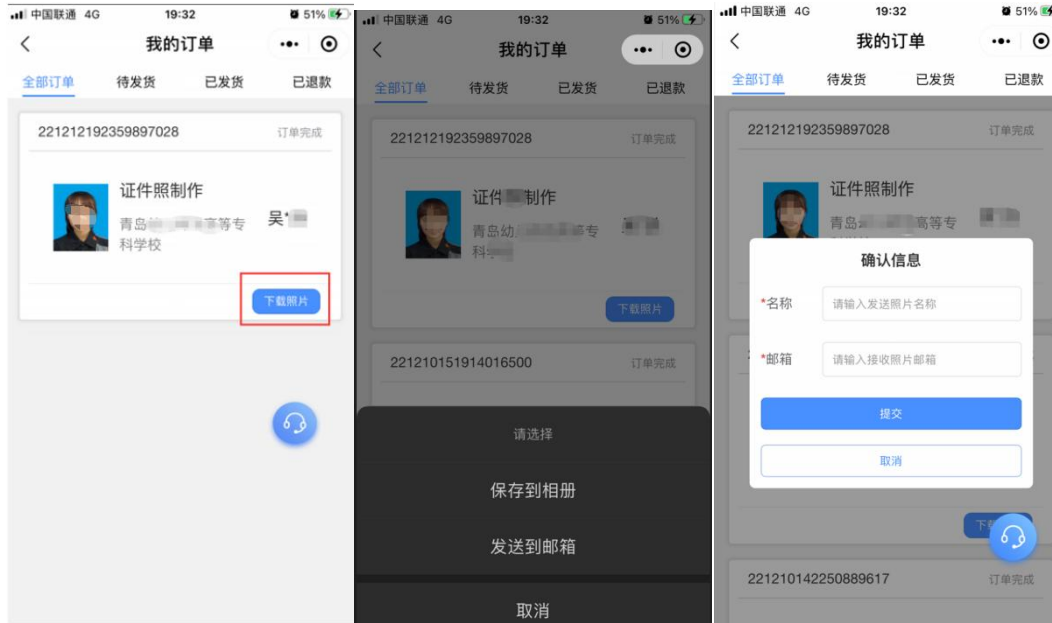 中国联通 4G 19:32 51%
我的订单
全部订单 待发货 已发货 已退款
221212192359897028 订单完成
证件照制作
青岛 高等专 吴*
科学校
下载照片
中国联通 4G 19:32 51%
我的订单
全部订单 待发货 已发货 已退款
221212192359897028 订单完成
证件 制作
青岛幼 等专
科
下载照片
221210151914016500 订单完成
请选择
保存到相册
发送到邮箱
取消
中国联通 4G 19:32 51%
我的订单
全部订单 待发货 已发货 已退款
221212192359897028 订单完成
证件照制作
青岛 高等专
确认信息
*名称 请输入发送照片名称
*邮箱 请输入接收照片邮箱
提交
取消
下
221210142250889617 订单完成